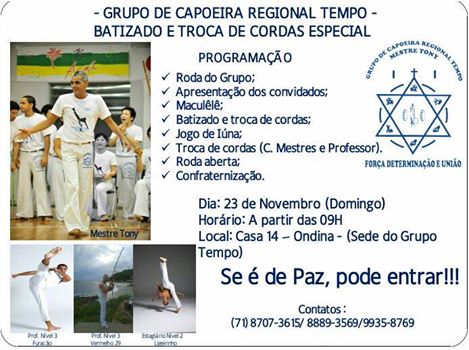 - GRUPO DE CAPOEIRA REGIONAL TEMPO -
BATIZADO E TROCA DE CORDAS ESPECIAL
PROGRAMAÇÃO
✓ Roda do Grupo;
✓ Apresentação dos convidados;
✓ Maculêlê;
✓ Batizado e troca de cordas;
✓ Jogo de Iúna;
✓ Troca de cordas (C. Mestres e Professor).
✓ Roda aberta;
✓ Confraternização.
GRUPO DE CAPOEIRA REGIONAL TEMPO
MESTRE TONY
FORÇA DETERMINAÇÃO E UNIÃO
Mestre Tony
Dia: 23 de Novembro (Domingo)
Horário: A partir das 09H
Local: Casa 14 – Ondina - (Sede do Grupo
Tempo)
Se é de Paz, pode entrar!!!
Contatos :
(71) 8707-3615/ 8889-3569/9935-8769
Prof. Nível 3
Furacão
Prof. Nível 3
Vermelho 29
Estagiário Nível 2
Ligeirinho